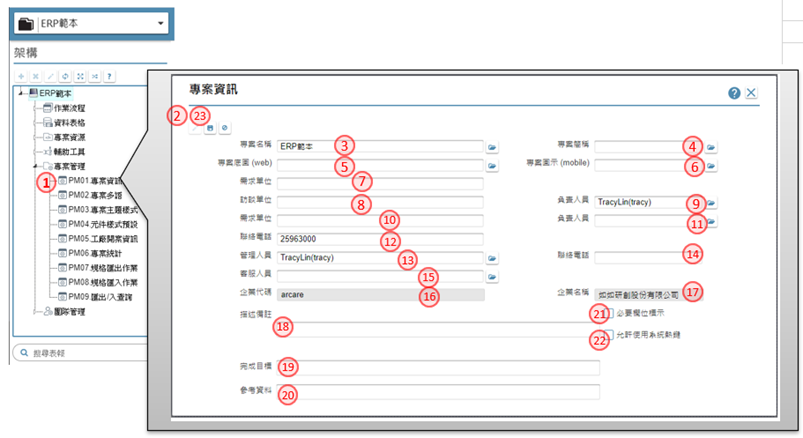 ERP範本
架構
ERP範本
作業流程
資料表格
專案資源
輔助工具
專案管理
1 PM01.專案資訊
PM02.專案多語
PM03.專案主題樣式
PM04.元件樣式預設
PM05.工廠開案資訊
PM06.專案統計
PM07.規格匯出作業
PM08.規格匯入作業
PM09.匯出/入查詢
團隊管理
搜尋表較
專案資訊
2 23
專案名稱 ERP範本 3 專案簡稱 4
專案底圖 (web) 5 專案圖示 (mobile) 6
需求單位 7
訪談單位 8 負責人員 TracyLin(tracy) 9
需求單位 10 負責人員 11
聯絡電話 25963000 12
管理人員 TracyLin(tracy) 13 聯絡電話 14
客服人員 15
企業代碼 arcare 16 企業名稱 如如研創股份有限公司 17
描述備註 18 21 必要欄位標示
22 允許使用系統熱鍵
完成目標 19
參考資料 20